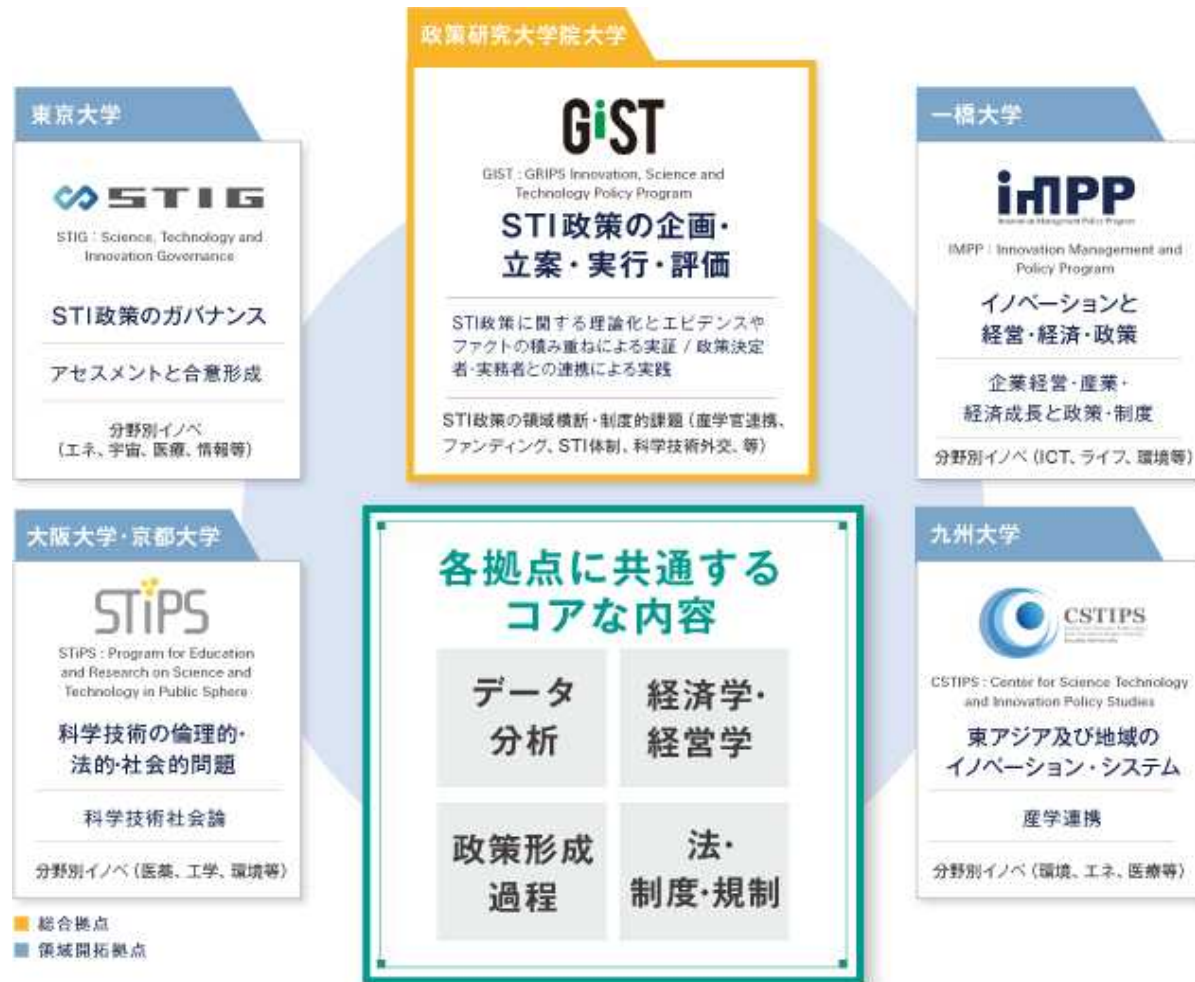 政策研究大学院大学
GiST
GIST : GRIPS Innovation, Science and
Technology Policy Program
STI政策の企画・
立案・実行・評価
STI政策に関する理論化とエビデンスや
ファクトの積み重ねによる実証 / 政策決定
者・実務者との連携による実践
STI政策の領域横断・制度的課題（産学官連携、
ファンディング、STI体制、科学技術外交、等）
東京大学
STIG
STIG : Science, Technology and
Innovation Governance
STI政策のガバナンス
アセスメントと合意形成
分野別イノベ
（エネ、宇宙、医療、情報等）
一橋大学
iMPP
Innovation Management Policy Program
IMPP : Innovation Management and
Policy Program
イノベーションと
経営・経済・政策
企業経営・産業・
経済成長と政策・制度
分野別イノベ（ICT、ライフ、環境等）
大阪大学・京都大学
STiPS
STiPS : Program for Education
and Research on Science and
Technology in Public Sphere
科学技術の倫理的・
法的・社会的問題
科学技術社会論
分野別イノベ（医薬、工学、環境等）
各拠点に共通する
コアな内容
データ
分析
経済学・
経営学
政策形成
過程
法・
制度・規制
九州大学
CSTIPS
CSTIPS : Center for Science Technology
and Innovation Policy Studies
東アジア及び地域の
イノベーション・システム
産学連携
分野別イノベ（環境、エネ、医療等）
総合拠点
領域開拓拠点